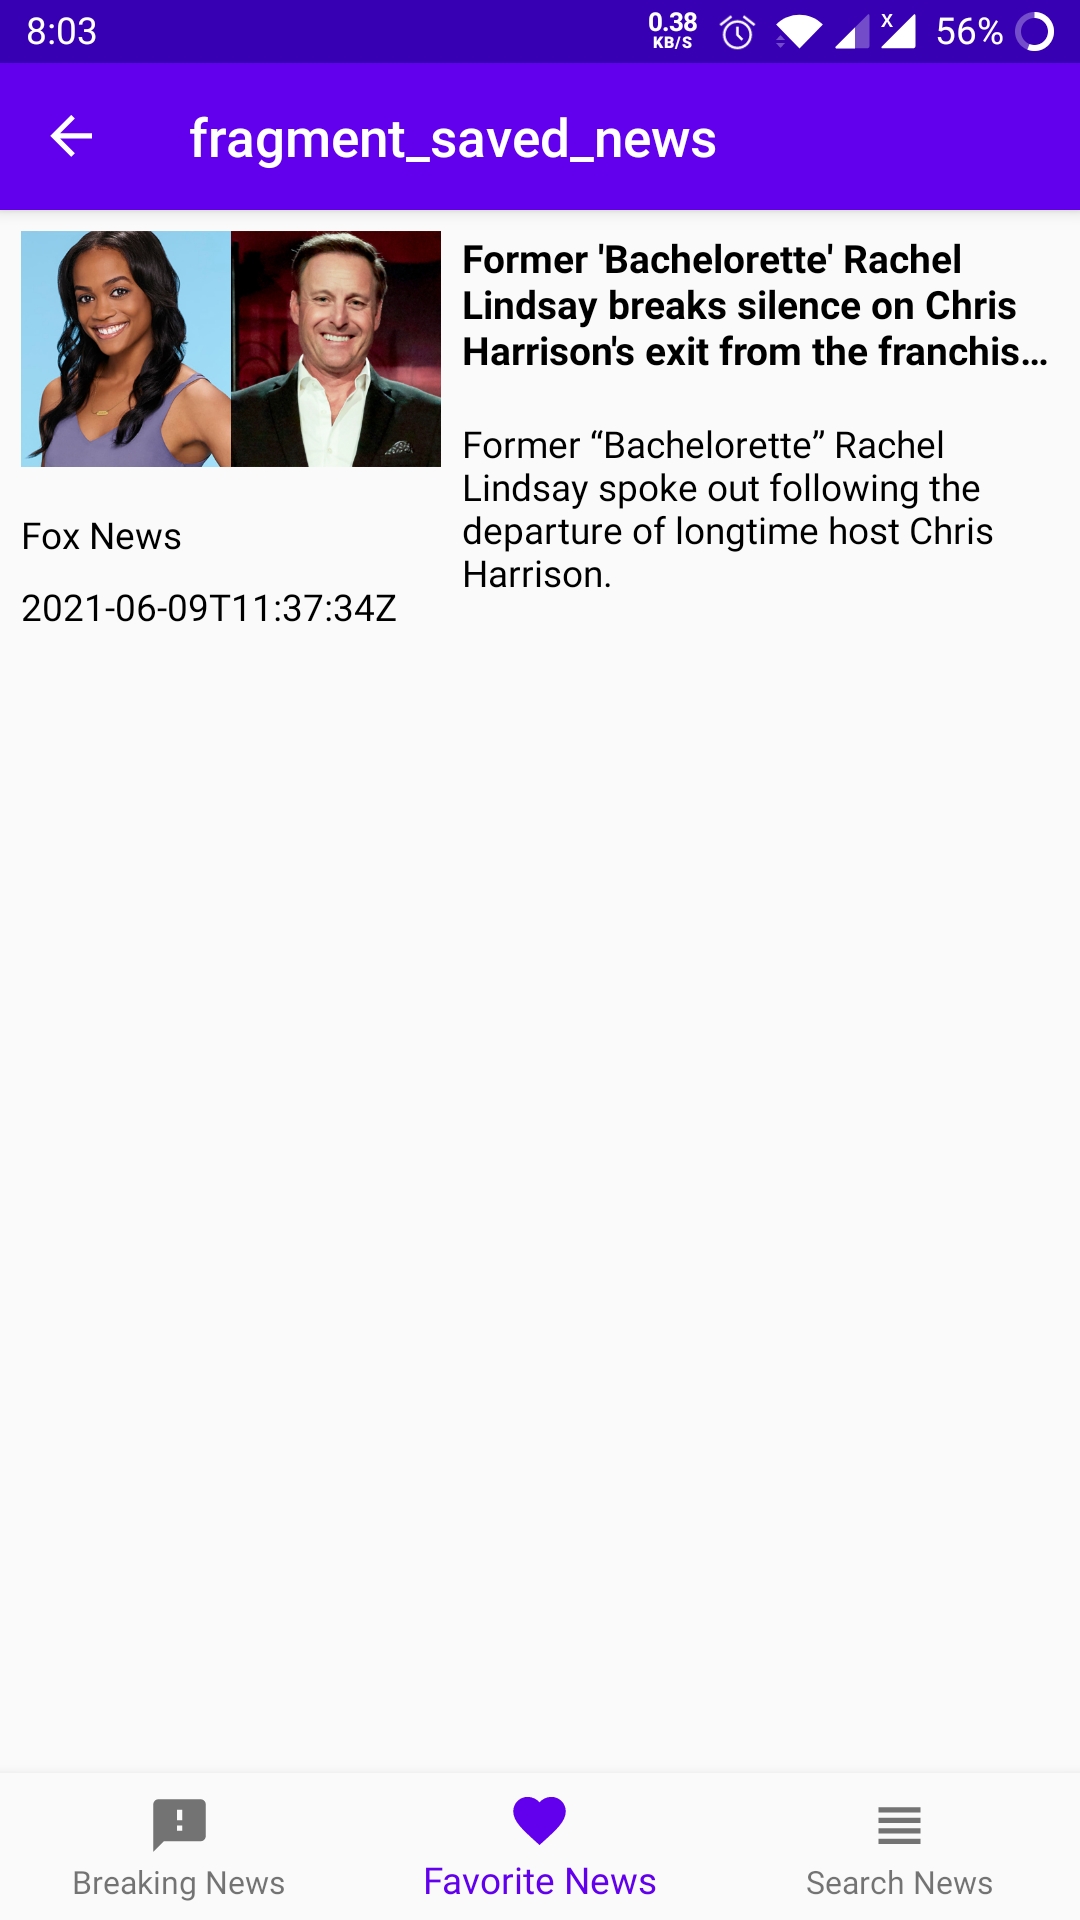 8:03
0.38
KB/S
X
56%
fragment_saved_news
Former 'Bachelorette' Rachel
Lindsay breaks silence on Chris
Harrison's exit from the franchis…
Former “Bachelorette” Rachel
Lindsay spoke out following the
departure of longtime host Chris
Harrison.
Fox News
2021-06-09T11:37:34Z
Breaking News
Favorite News
Search News